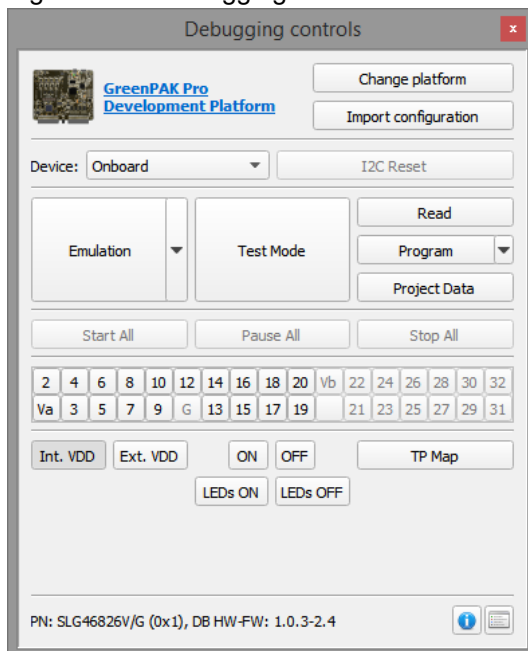 Debugging controls
x
GreenPAK Pro
Development Platform
Change platform
Import configuration
Device: Onboard
I2C Reset
Emulation
Test Mode
Read
Program
Project Data
Start All
Pause All
Stop All
2 4 6 8 10 12 14 16 18 20 Vb 22 24 26 28 30 32
Va 3 5 7 9 G 13 15 17 19 21 23 25 27 29 31
Int. VDD
Ext. VDD
ON
OFF
TP Map
LEDs ON
LEDs OFF
PN: SLG46826V/G (0x1), DB HW-FW: 1.0.3-2.4